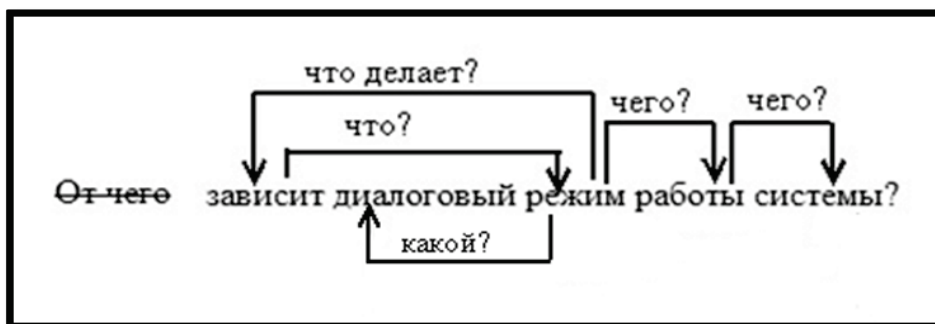 что делает?
что? чего? чего?
От чего зависит диалоговый режим работы системы?
какой?